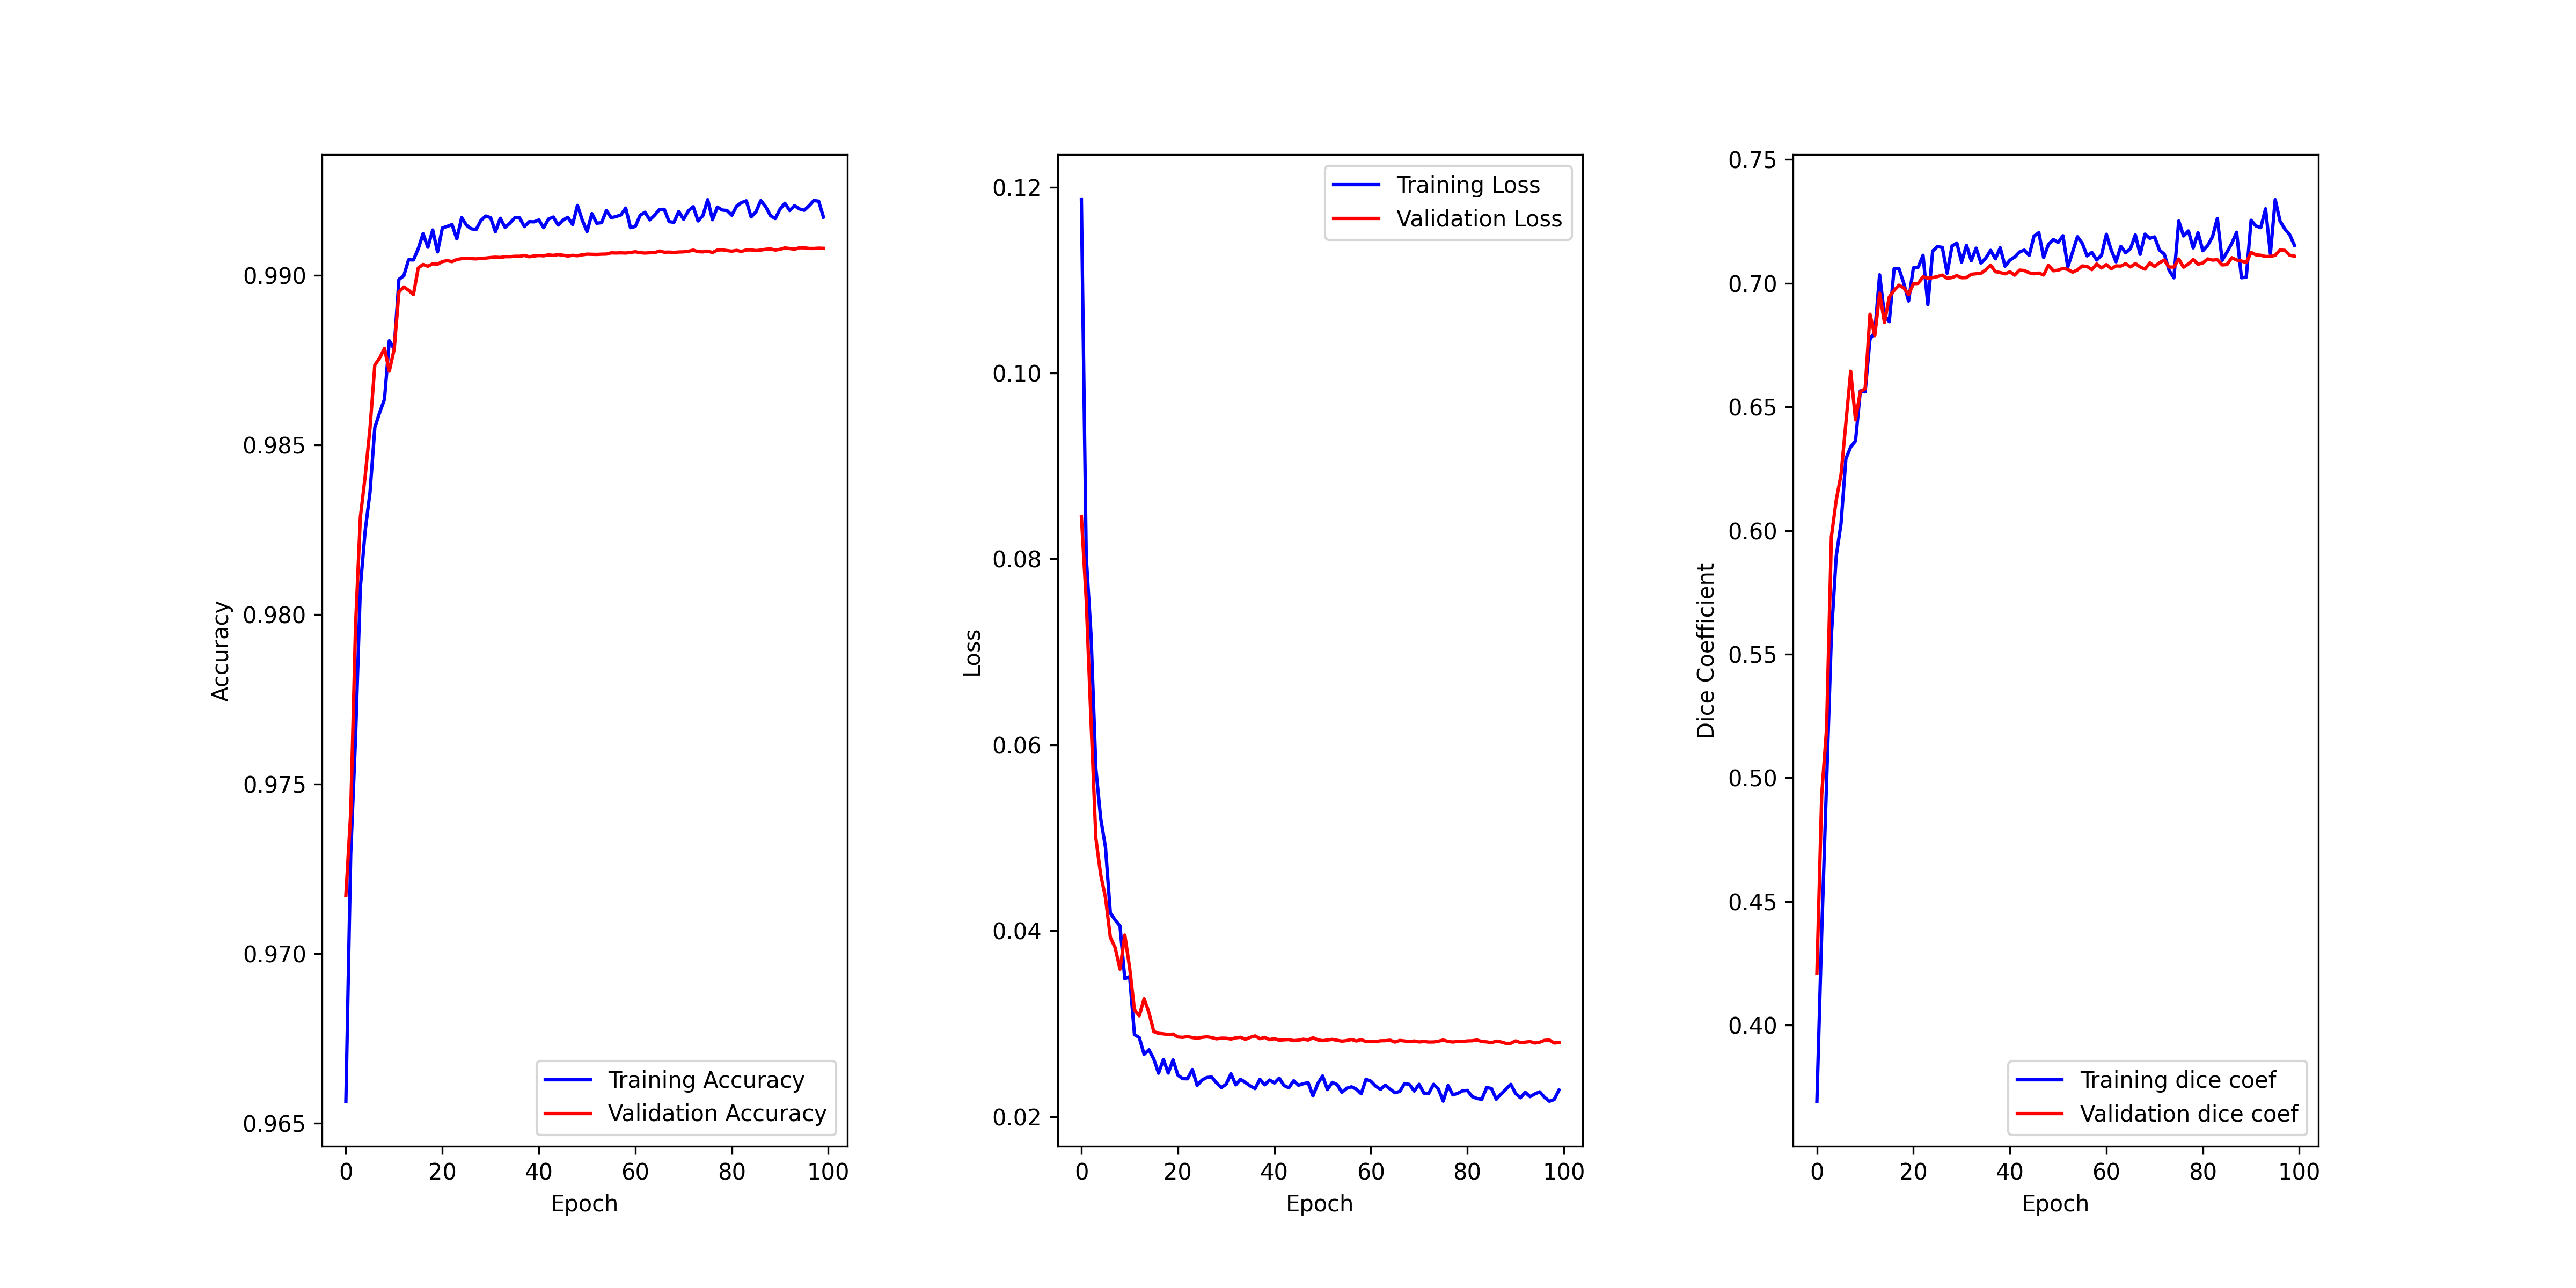 Accuracy
0.990
0.985
0.980
0.975
0.970
0.965
0 20 40 60 80 100
Epoch
Training Accuracy
Validation Accuracy
Loss
0.12
0.10
0.08
0.06
0.04
0.02
0 20 40 60 80 100
Epoch
Training Loss
Validation Loss
Dice Coefficient
0.75
0.70
0.65
0.60
0.55
0.50
0.45
0.40
0 20 40 60 80 100
Epoch
Training dice coef
Validation dice coef